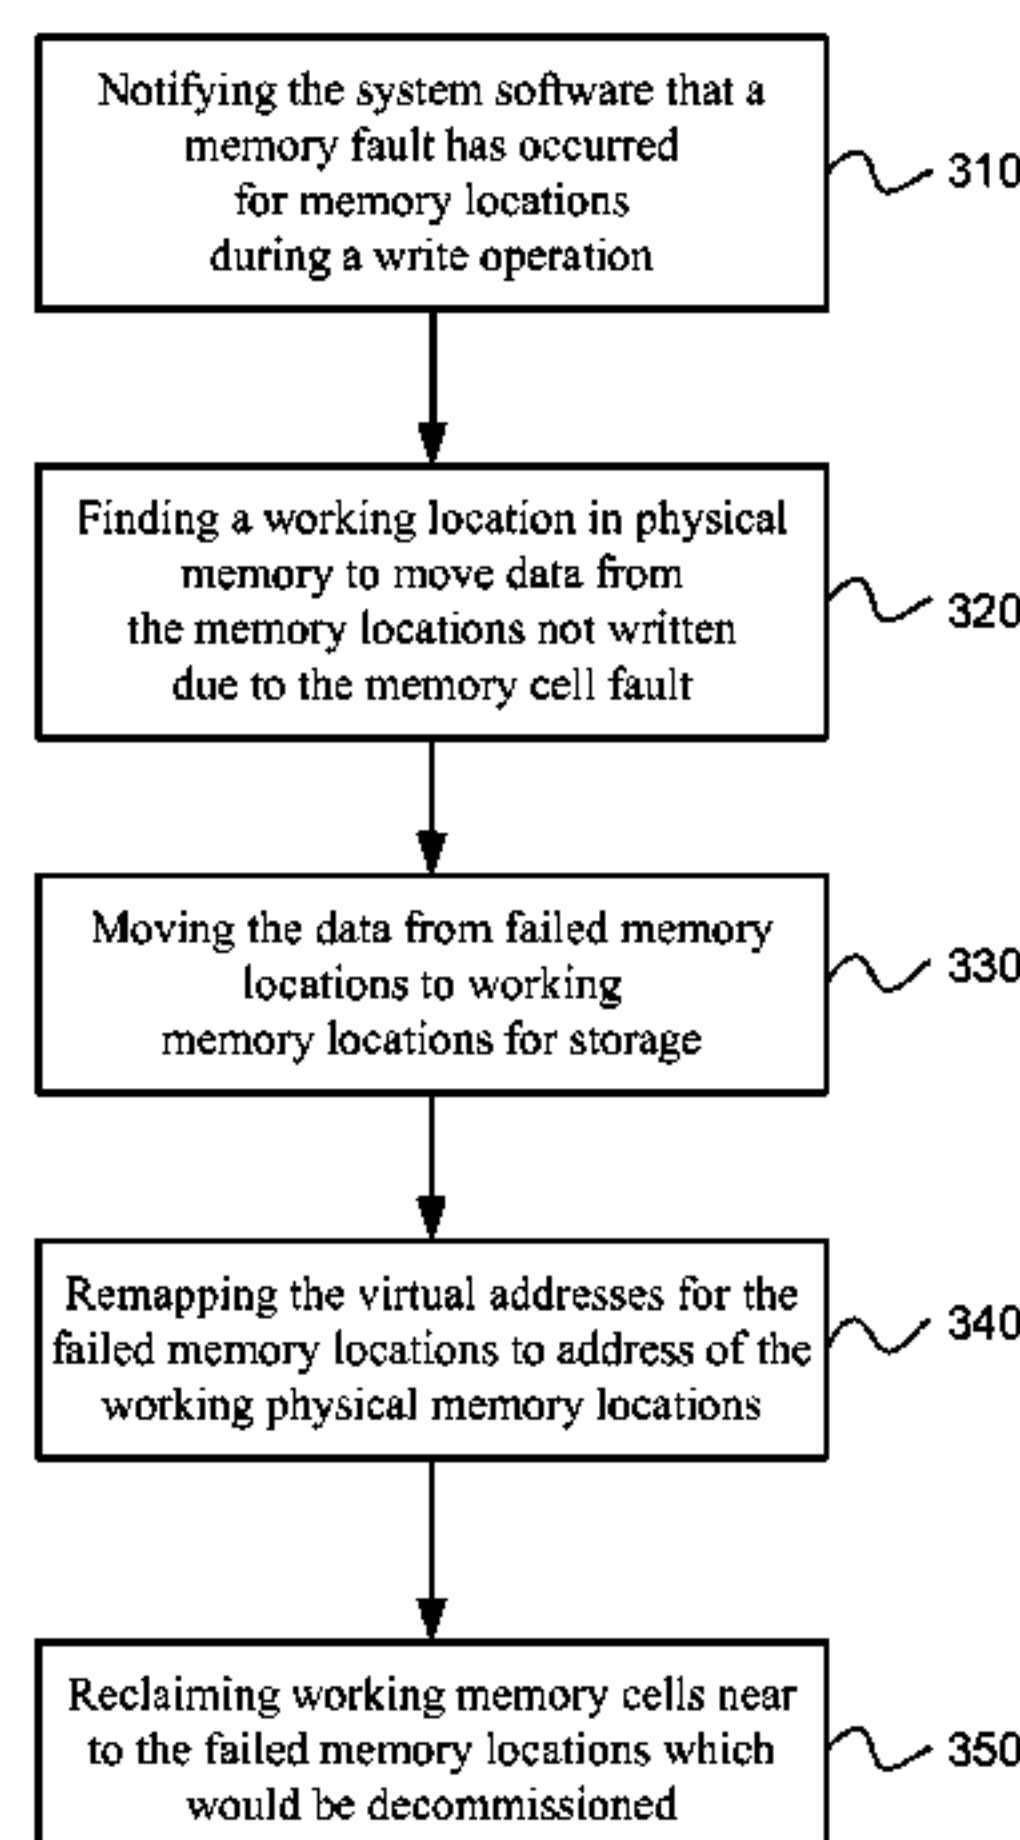 Notifying the system software that a
memory fault has occurred
for memory locations
during a write operation
310
Finding a working location in physical
memory to move data from
the memory locations not written
due to the memory cell fault
320
Moving the data from failed memory
locations to working
memory locations for storage
330
Remapping the virtual addresses for the
failed memory locations to address of the
working physical memory locations
340
Reclaiming working memory cells near
to the failed memory locations which
would be decommissioned
350